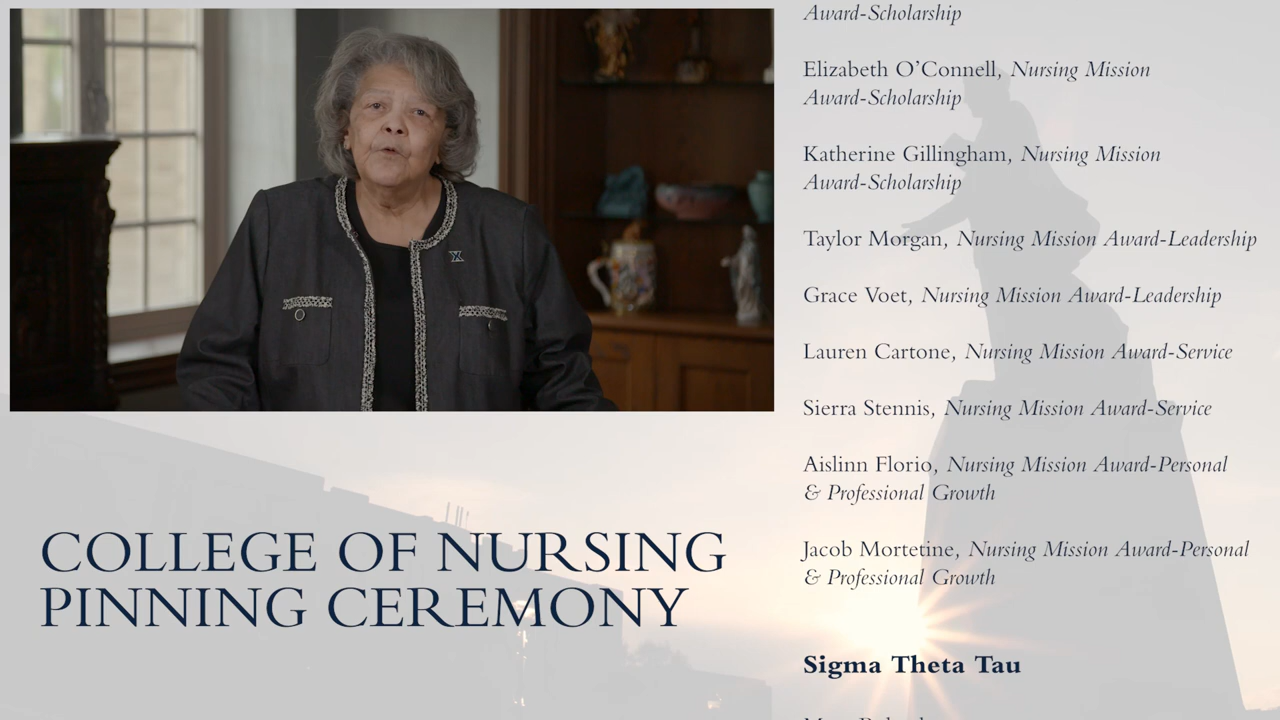 Award-Scholarship
Elizabeth O'Connell, Nursing Mission
Award-Scholarship
Katherine Gillingham, Nursing Mission
Award-Scholarship
Taylor Morgan, Nursing Mission Award-Leadership
Grace Voet, Nursing Mission Award-Leadership
Lauren Cartone, Nursing Mission Award-Service
Sierra Stennis, Nursing Mission Award-Service
Aislinn Florio, Nursing Mission Award-Personal
& Professional Growth
Jacob Mortetine, Nursing Mission Award-Personal
& Professional Growth
Sigma Theta Tau
COLLEGE OF NURSING
PINNING CEREMONY